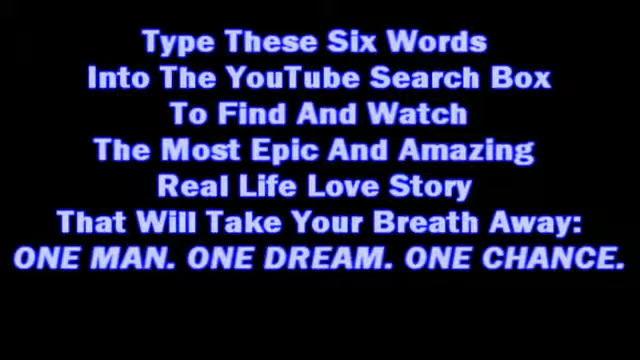 Type These Six Words
Into The YouTube Search Box
To Find And Watch
The Most Epic And Amazing
Real Life Love Story
That Will Take Your Breath Away:
ONE MAN. ONE DREAM. ONE CHANCE.